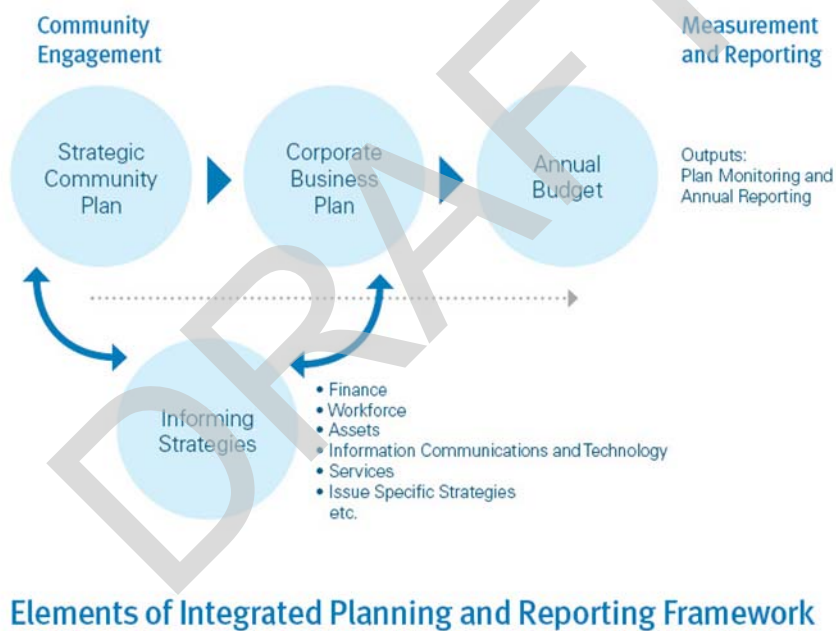 Community
Engagement
Measurement
and Reporting
Strategic
Community
Plan
Corporate
Business
Plan
Annual
Budget
Outputs:
Plan Monitoring and
Annual Reporting
Informing
Strategies
• Finance
• Workforce
• Assets
• Information Communications and Technology
• Services
• Issue Specific Strategies
etc.
Elements of Integrated Planning and Reporting Framework
DRAFT